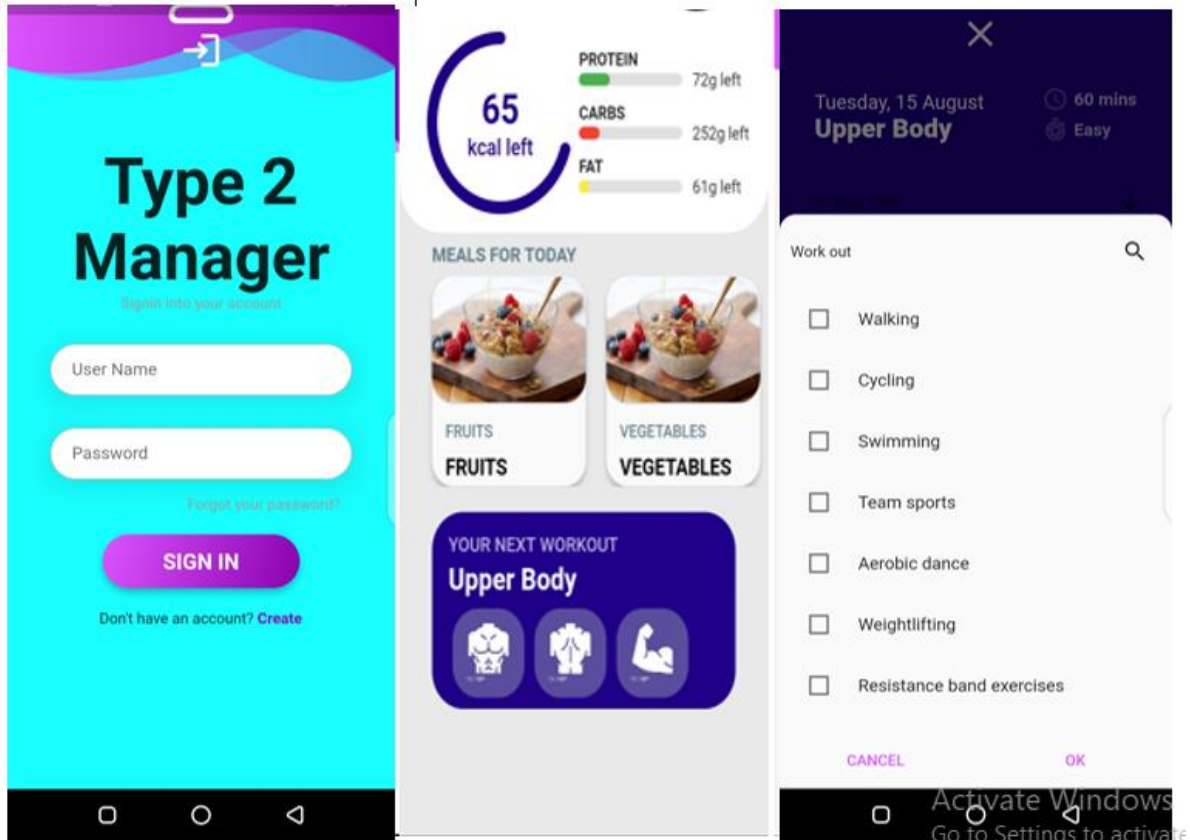 Type 2
Manager
Signin into your account
User Name
Password
Forgot your password?
SIGN IN
Don't have an account? Create
65
kcal left
PROTEIN
72g left
CARBS
252g left
FAT
61g left
MEALS FOR TODAY
FRUITS
FRUITS
VEGETABLES
VEGETABLES
YOUR NEXT WORKOUT
Upper Body
Tuesday, 15 August
Upper Body
60 mins
Easy
Work out
Walking
Cycling
Swimming
Team sports
Aerobic dance
Weightlifting
Resistance band exercises
CANCEL
OK
Activate Windows
Go to Settings to activate